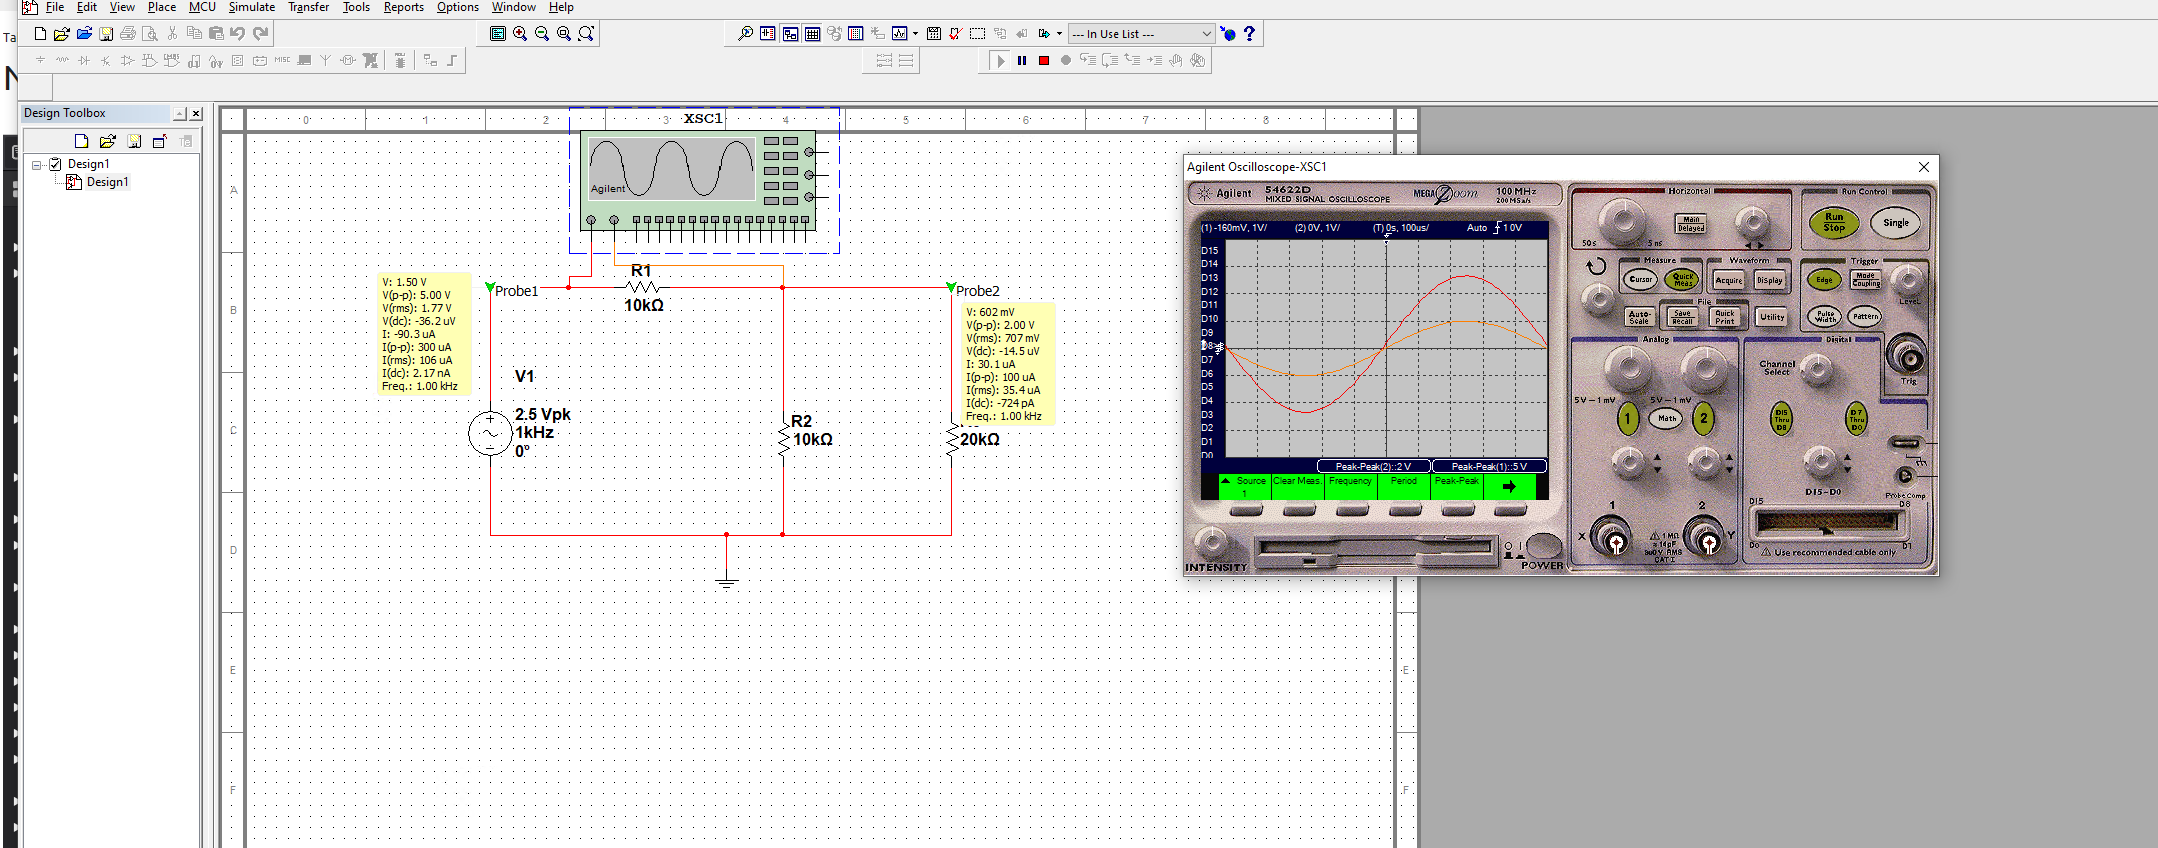 File Edit View Place MCU Simulate Transfer Tools Reports Options Window Help
Ta
--- In Use List ---
MISC
Design Toolbox
Design1
Design1
0 1 2 3 4 5 6 7 8
A
B
C
D
E
F
E
F
XSC1
Agilent
R1
10kΩ
Probe1
Probe2
V: 1.50 V
V(p-p): 5.00 V
V(rms): 1.77 V
V(dc): -36.2 uV
I: -90.3 uA
I(p-p): 300 uA
I(rms): 106 uA
I(dc): 2.17 nA
Freq.: 1.00 kHz
V: 602 mV
V(p-p): 2.00 V
V(rms): 707 mV
V(dc): -14.5 uV
I: 30.1 uA
I(p-p): 100 uA
I(rms): 35.4 uA
I(dc): -724 pA
Freq.: 1.00 kHz
V1
2.5 Vpk
1kHz
0°
R2
10kΩ
20kΩ
Agilent Oscilloscope-XSC1
Agilent 54622D
MIXED SIGNAL OSCILLOSCOPE
MEGA Zoom
100 MHz
200 MSa/s
(1)-160mV, 1V/ (2) 0V, 1V/ (T) 0s, 100us/ Auto 1 0V
D15
D14
D13
D12
D11
D10
D9
D8
D7
D6
D5
D4
D3
D2
D1
D0
Peak-Peak(2)::2 V
Peak-Peak(1)::5 V
Source
1
Clear Meas.
Frequency
Period
Peak-Peak
INTENSITY
POWER
Horizontal
Main
Delayed
50 s
5 ns
Run Control
Run
Stop
Single
Measure
Cursor
Quick
Meas
Waveform
Acquire
Display
Trigger
Edge
Mode
Coupling
Level
Auto-
Scale
File
Save
Recall
Quick
Print
Utility
Pulse
Width
Pattern
Analog
5V – 1mV
5V – 1mV
1
Math
2
Digital
Channel
Select
D15
Thru
D8
D7
Thru
D0
Trig
D15–D0
Probe Comp
1
2
X
Y
1MΩ
≈ 14pF
300 V RMS
CAT I
D15
D8
D0
D7
Use recommended cable only